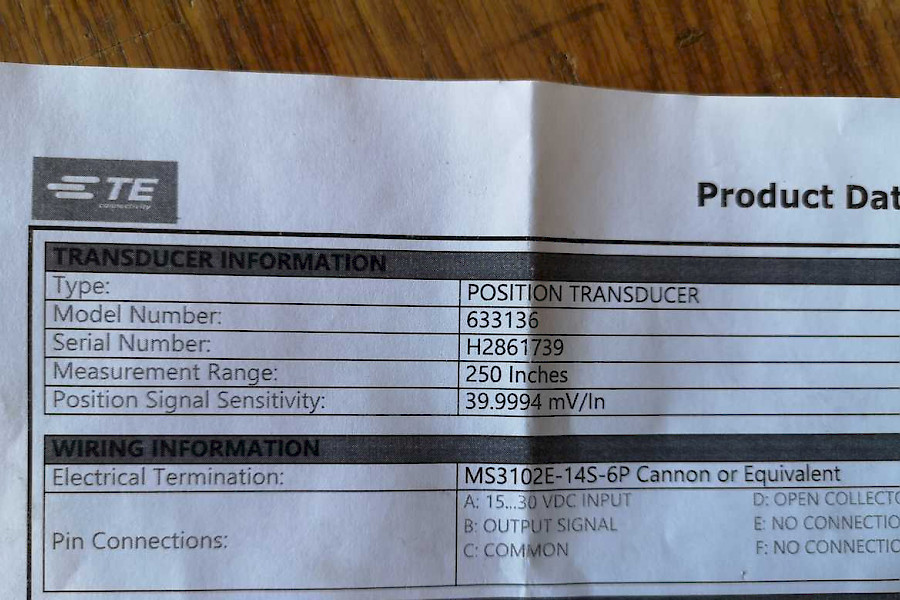 TE
connectivity
Product Dat
TRANSDUCER INFORMATION
Type: POSITION TRANSDUCER
Model Number: 633136
Serial Number: H2861739
Measurement Range: 250 Inches
Position Signal Sensitivity: 39.9994 mV/In
WIRING INFORMATION
Electrical Termination: MS3102E-14S-6P Cannon or Equivalent
Pin Connections:
A: 15...30 VDC INPUT D: OPEN COLLECTO
B: OUTPUT SIGNAL E: NO CONNECTIO
C: COMMON F: NO CONNECTIO